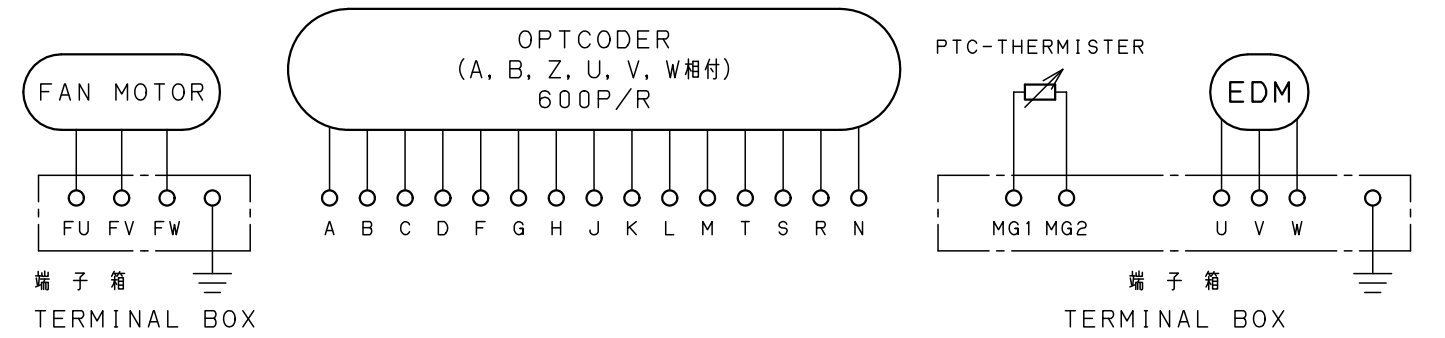 FAN MOTOR
FU FV FW
端子箱
TERMINAL BOX
OPTCODER
(A, B, Z, U, V, W相付)
600P/R
A B C D F G H J K L M T S R N
PTC-THERMISTER
EDM
MG1 MG2 U V W
端子箱
TERMINAL BOX